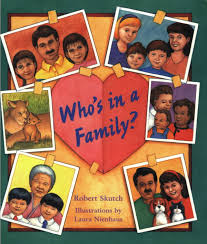 Who's in a
Family?
Robert Skutch
Illustrations by
Laura Nienhaus